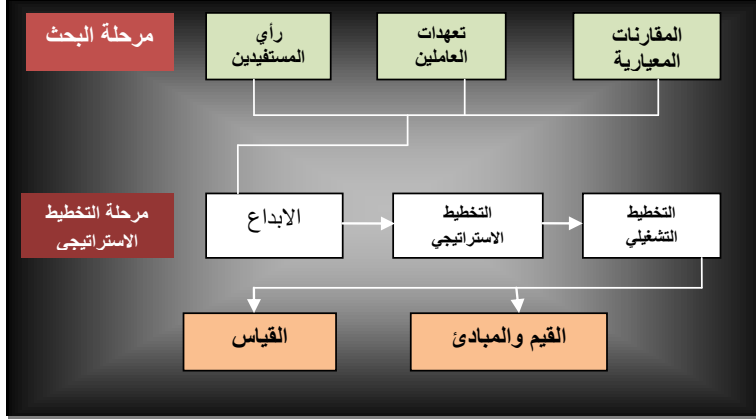 مرحلة البحث
رأي
المستفيدين
تعهدات
العاملين
المقارنات
المعيارية
مرحلة التخطيط
الاستراتيجى
الابداع
التخطيط
الاستراتيجي
التخطيط
التشغيلي
القياس
القيم والمبادئ